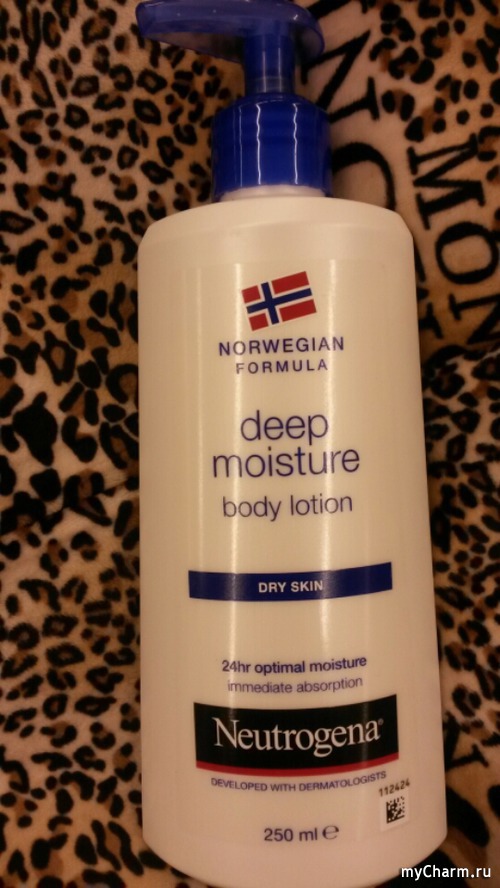 NORWEGIAN
FORMULA
deep
moisture
body lotion
DRY SKIN
24hr optimal moisture
immediate absorption
Neutrogena®
DEVELOPED WITH DERMATOLOGISTS
112424
250 ml ℮
myCharm.ru